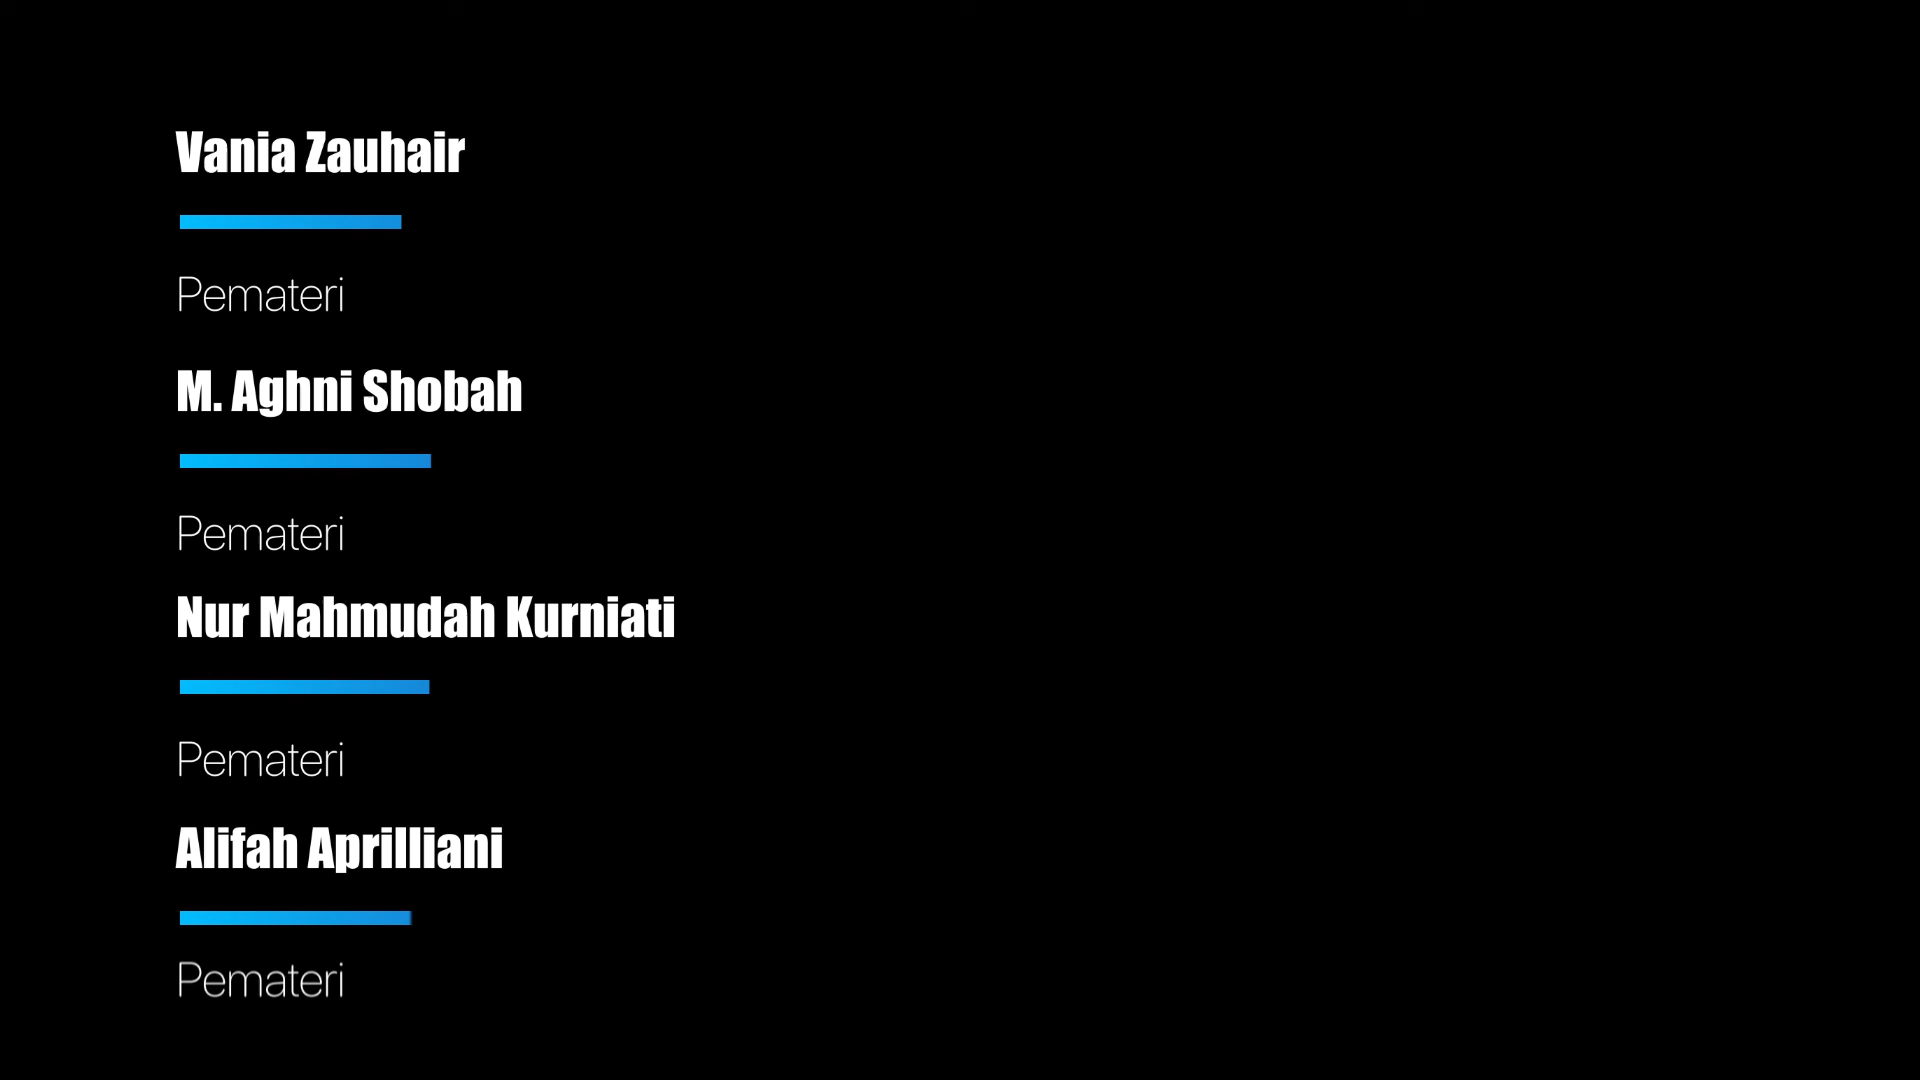 Vania Zauhair
Pemateri
M. Aghni Shobah
Pemateri
Nur Mahmudah Kurniati
Pemateri
Alifah Aprilliani
Pemateri